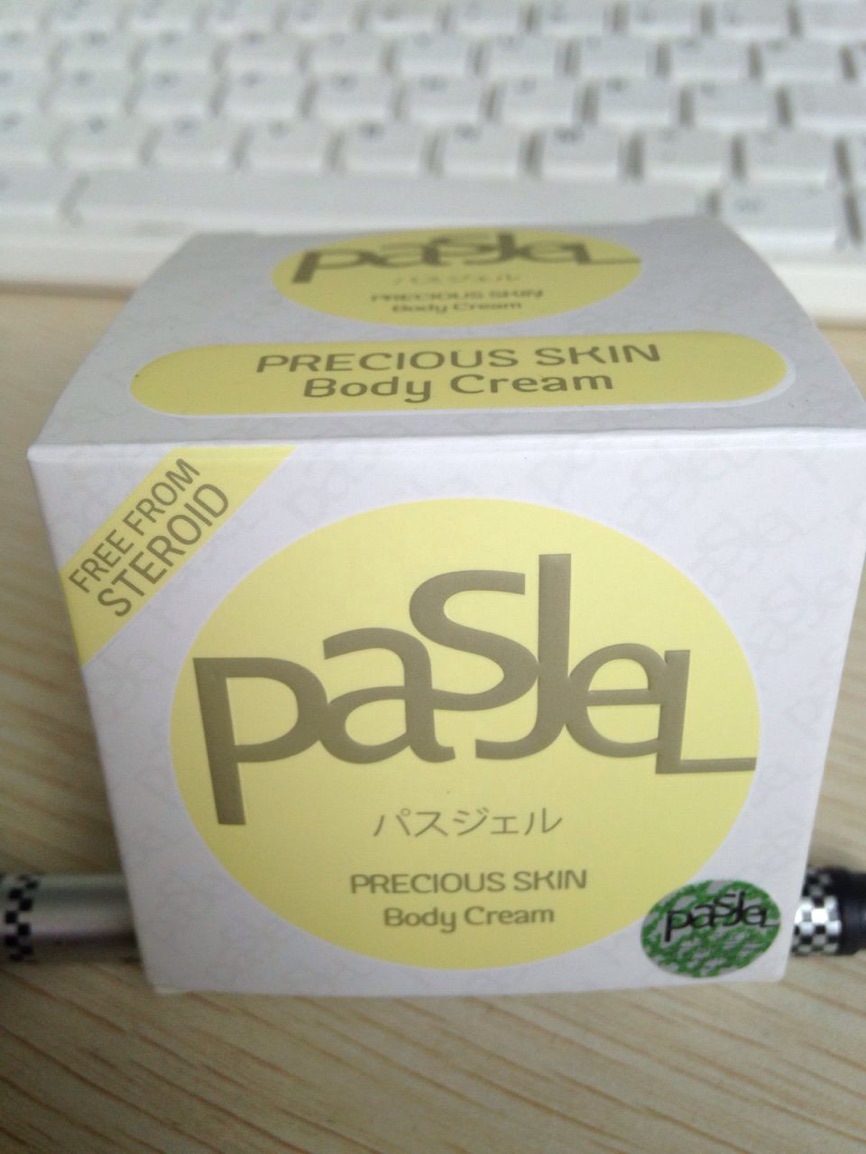 PasJeL
パスジェル
PRECIOUS SKIN
Body Cream
PRECIOUS SKIN
Body Cream
FREE FROM
STEROID
PasJeL
パスジェル
PRECIOUS SKIN
Body Cream
PasJeL